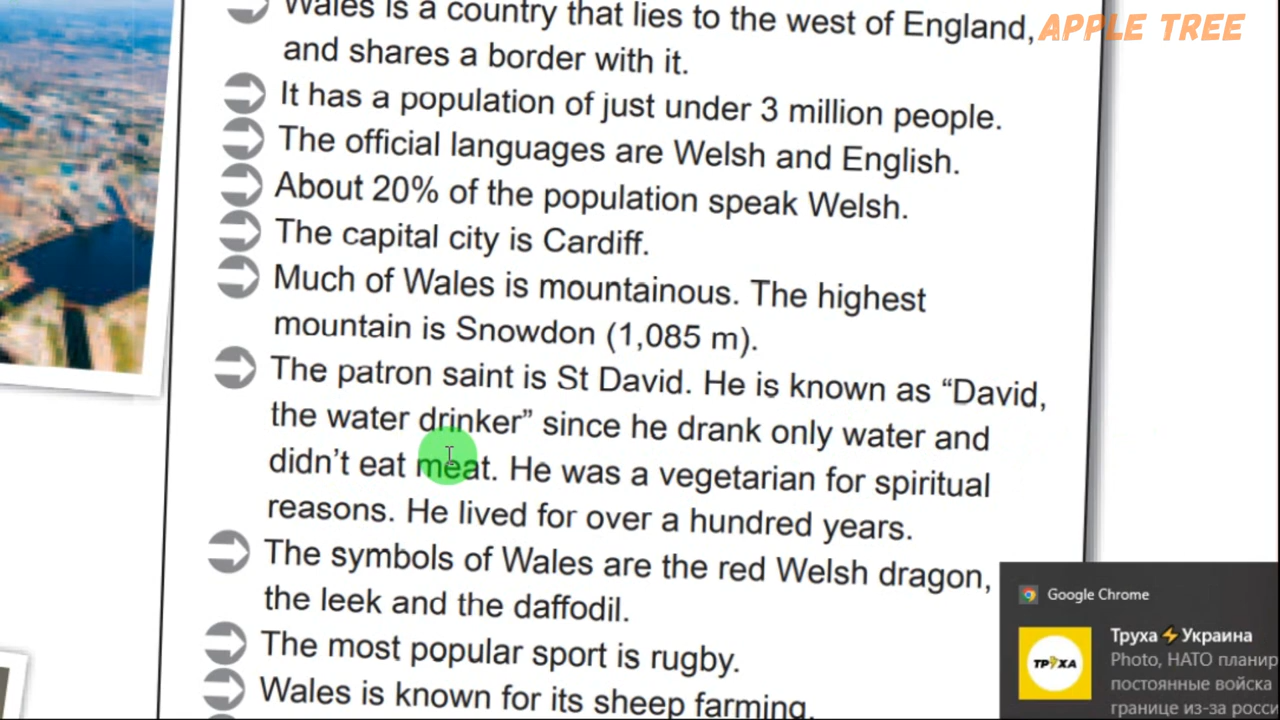 Wales is a country that lies to the west of England,
APPLE TREE
and shares a border with it.
It has a population of just under 3 million people.
The official languages are Welsh and English.
About 20% of the population speak Welsh.
The capital city is Cardiff.
Much of Wales is mountainous. The highest
mountain is Snowdon (1,085 m).
The patron saint is St David. He is known as “David,
the water drinker” since he drank only water and
didn’t eat meat. He was a vegetarian for spiritual
reasons. He lived for over a hundred years.
The symbols of Wales are the red Welsh dragon,
the leek and the daffodil.
The most popular sport is rugby.
Wales is known for its sheep farming.
Google Chrome
Труха⚡Украина
ТРУХА
Photo, НАТО планир
постоянные войска
границе из-за росси